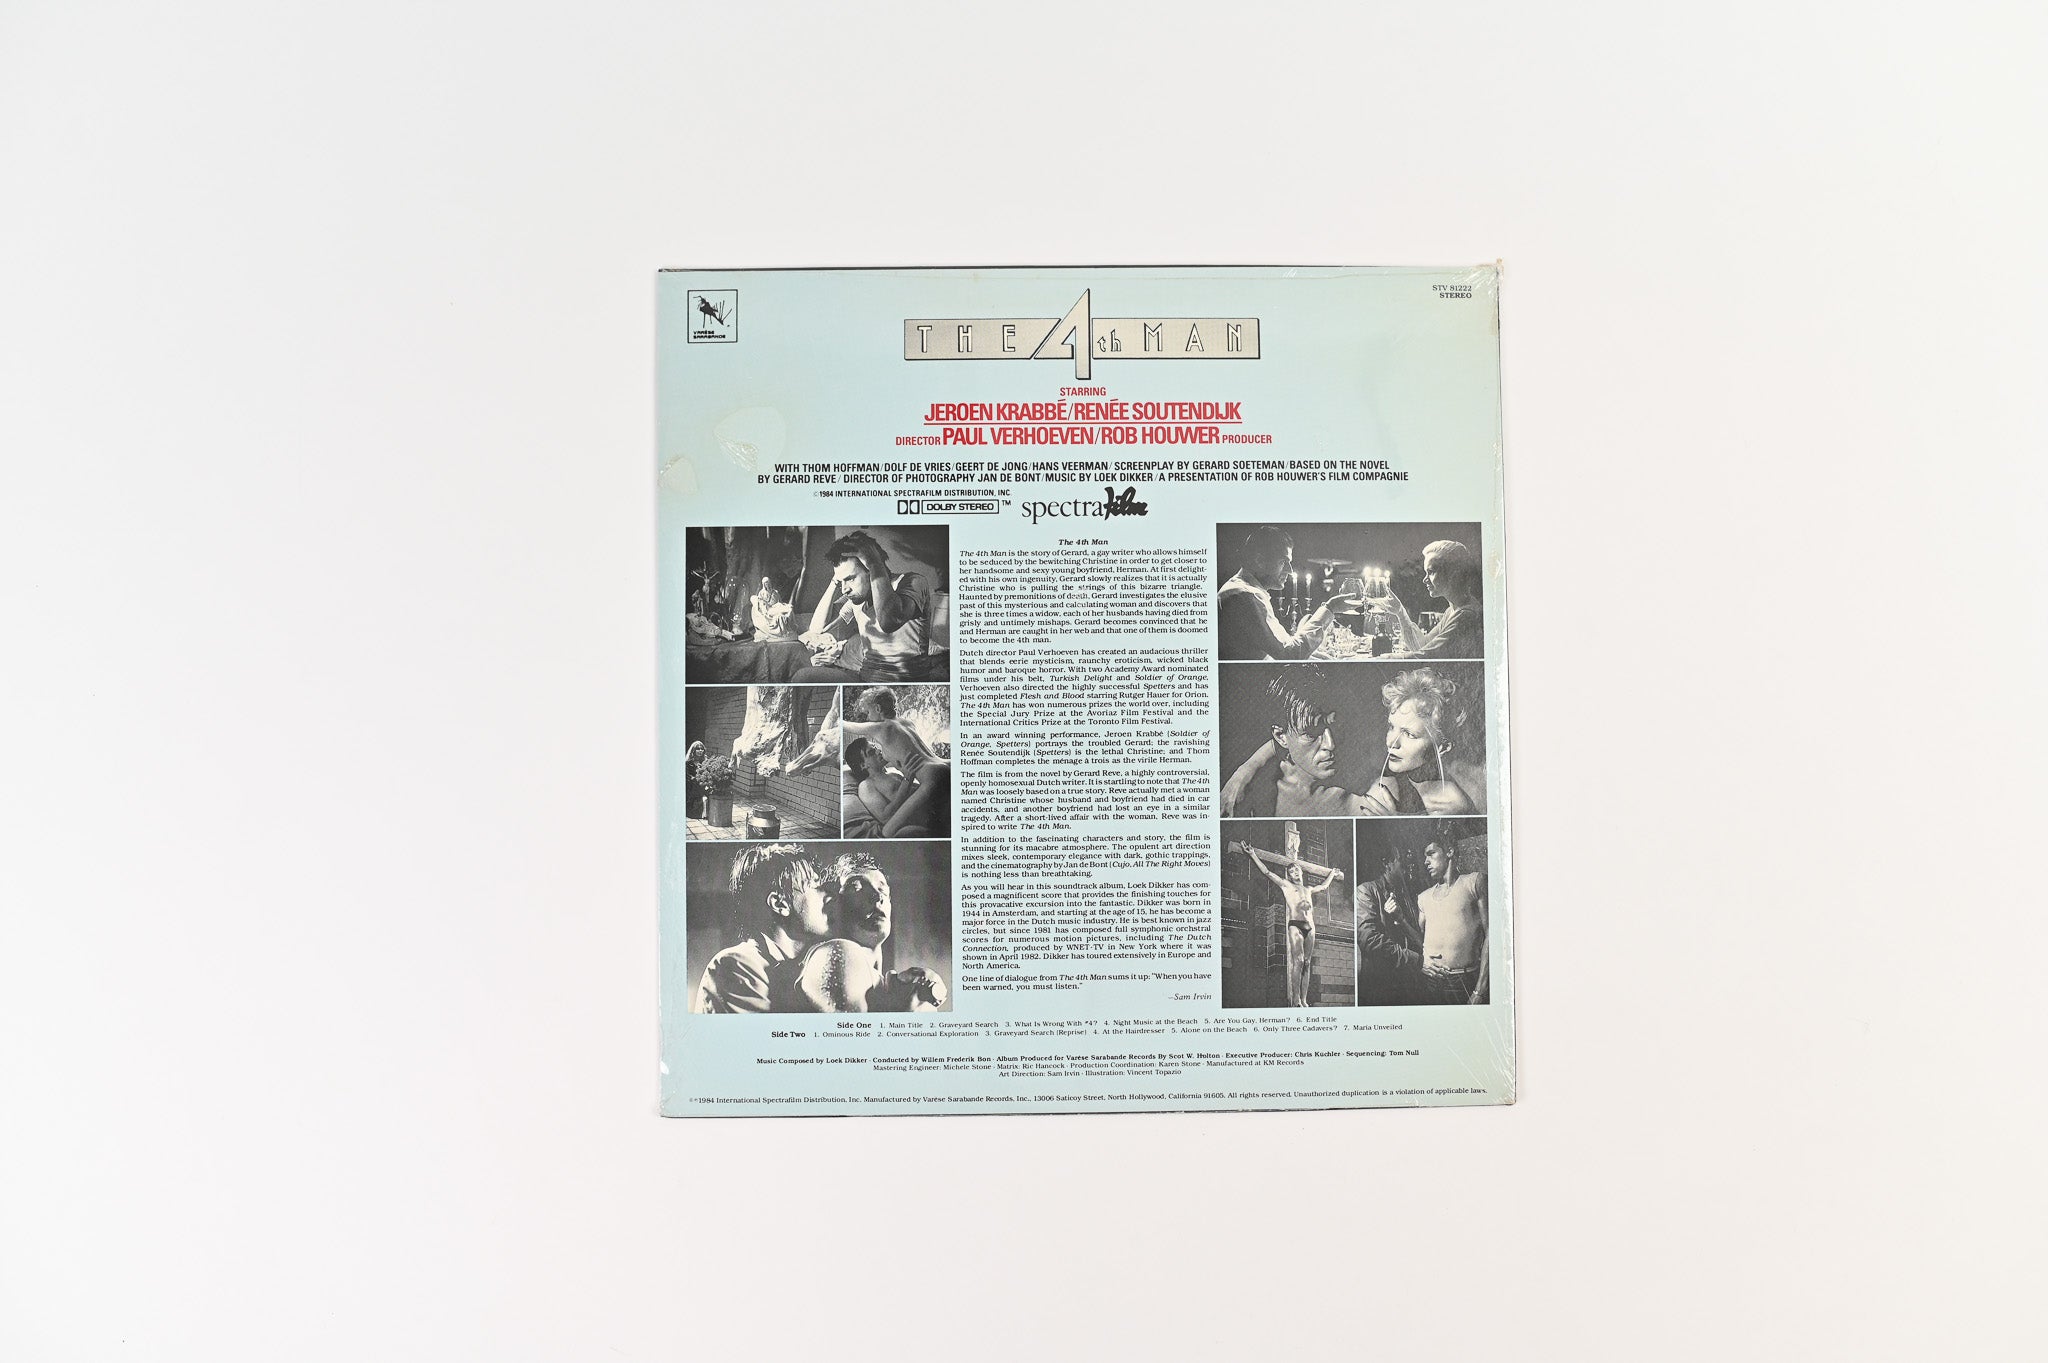 VARÈSE
SARABANDE
STV 81222
STEREO
THE 4th MAN
STARRING
JEROEN KRABBÉ/RENÉE SOUTENDIJK
DIRECTOR PAUL VERHOEVEN/ROB HOUWER PRODUCER
WITH THOM HOFFMAN/DOLF DE VRIES/GEERT DE JONG/HANS VEERMAN/SCREENPLAY BY GERARD SOETEMAN/BASED ON THE NOVEL
BY GERARD REVE/DIRECTOR OF PHOTOGRAPHY JAN DE BONT/MUSIC BY LOEK DIKKER/A PRESENTATION OF ROB HOUWER'S FILM COMPAGNIE
©1984 INTERNATIONAL SPECTRAFILM DISTRIBUTION, INC.
DOLBY STEREO TM spectrafilm
The 4th Man
The 4th Man is the story of Gerard, a gay writer who allows himself
to be seduced by the bewitching Christine in order to get closer to
her handsome and sexy young boyfriend, Herman. At first delight-
ed with his own ingenuity, Gerard slowly realizes that it is actually
Christine who is pulling the strings of this bizarre triangle.
Haunted by premonitions of death, Gerard investigates the elusive
past of this mysterious and calculating woman and discovers that
she is three times a widow, each of her husbands having died from
grisly and untimely mishaps. Gerard becomes convinced that he
and Herman are caught in her web and that one of them is doomed
to become the 4th man.
Dutch director Paul Verhoeven has created an audacious thriller
that blends eerie mysticism, raunchy eroticism, wicked black
humor and baroque horror. With two Academy Award nominated
films under his belt, Turkish Delight and Soldier of Orange,
Verhoeven also directed the highly successful Spetters and has
just completed Flesh and Blood starring Rutger Hauer for Orion.
The 4th Man has won numerous prizes the world over, including
the Special Jury Prize at the Avoriaz Film Festival and the
International Critics Prize at the Toronto Film Festival.
In an award winning performance, Jeroen Krabbé (Soldier of
Orange, Spetters) portrays the troubled Gerard; the ravishing
Renée Soutendijk (Spetters) is the lethal Christine; and Thom
Hoffman completes the ménage à trois as the virile Herman.
The film is from the novel by Gerard Reve, a highly controversial,
openly homosexual Dutch writer. It is startling to note that The 4th
Man was loosely based on a true story. Reve actually met a woman
named Christine whose husband and boyfriend had died in car
accidents, and another boyfriend had lost an eye in a similar
tragedy. After a short-lived affair with the woman, Reve was in-
spired to write The 4th Man.
In addition to the fascinating characters and story, the film is
stunning for its macabre atmosphere. The opulent art direction
mixes sleek, contemporary elegance with dark, gothic trappings,
and the cinematography by Jan de Bont (Cujo, All The Right Moves)
is nothing less than breathtaking.
As you will hear in this soundtrack album, Loek Dikker has com-
posed a magnificent score that provides the finishing touches for
this provacative excursion into the fantastic. Dikker was born in
1944 in Amsterdam, and starting at the age of 15, he has become a
major force in the Dutch music industry. He is best known in jazz
circles, but since 1981 has composed full symphonic orchstral
scores for numerous motion pictures, including The Dutch
Connection, produced by WNET-TV in New York where it was
shown in April 1982. Dikker has toured extensively in Europe and
North America.
One line of dialogue from The 4th Man sums it up: "When you have
been warned, you must listen."
—Sam Irvin
Side One 1. Main Title 2. Graveyard Search 3. What Is Wrong With #4? 4. Night Music at the Beach 5. Are You Gay, Herman? 6. End Title
Side Two 1. Ominous Ride 2. Conversational Exploration 3. Graveyard Search (Reprise) 4. At the Hairdresser 5. Alone on the Beach 6. Only Three Cadavers? 7. Maria Unveiled
Music Composed by Loek Dikker · Conducted by Willem Frederik Bon · Album Produced for Varèse Sarabande Records By Scot W. Holton · Executive Producer: Chris Kuchler · Sequencing: Tom Null
Mastering Engineer: Michele Stone · Matrix: Ric Hancock · Production Coordination: Karen Stone · Manufactured at KM Records
Art Direction: Sam Irvin · Illustration: Vincent Topazio
©℗1984 International Spectrafilm Distribution, Inc. Manufactured by Varèse Sarabande Records, Inc., 13006 Saticoy Street, North Hollywood, California 91605. All rights reserved. Unauthorized duplication is a violation of applicable laws.